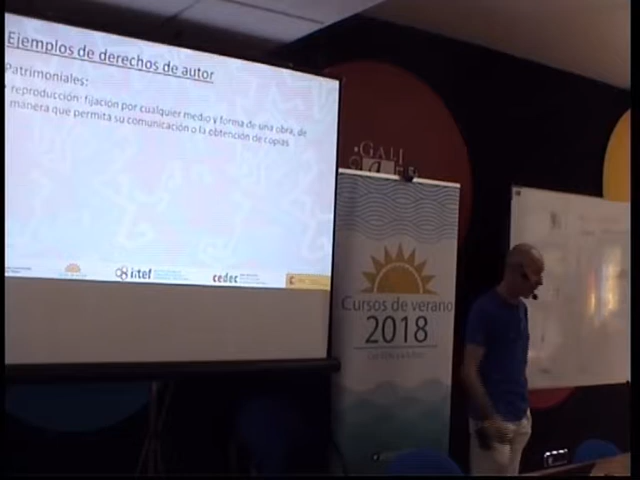 Ejemplos de derechos de autor
Patrimoniales:
reproducción: fijación por cualquier medio y forma de una obra, de
manera que permita su comunicación o la obtención de copias
intef
cedec
GALI
Cursos de verano
2018